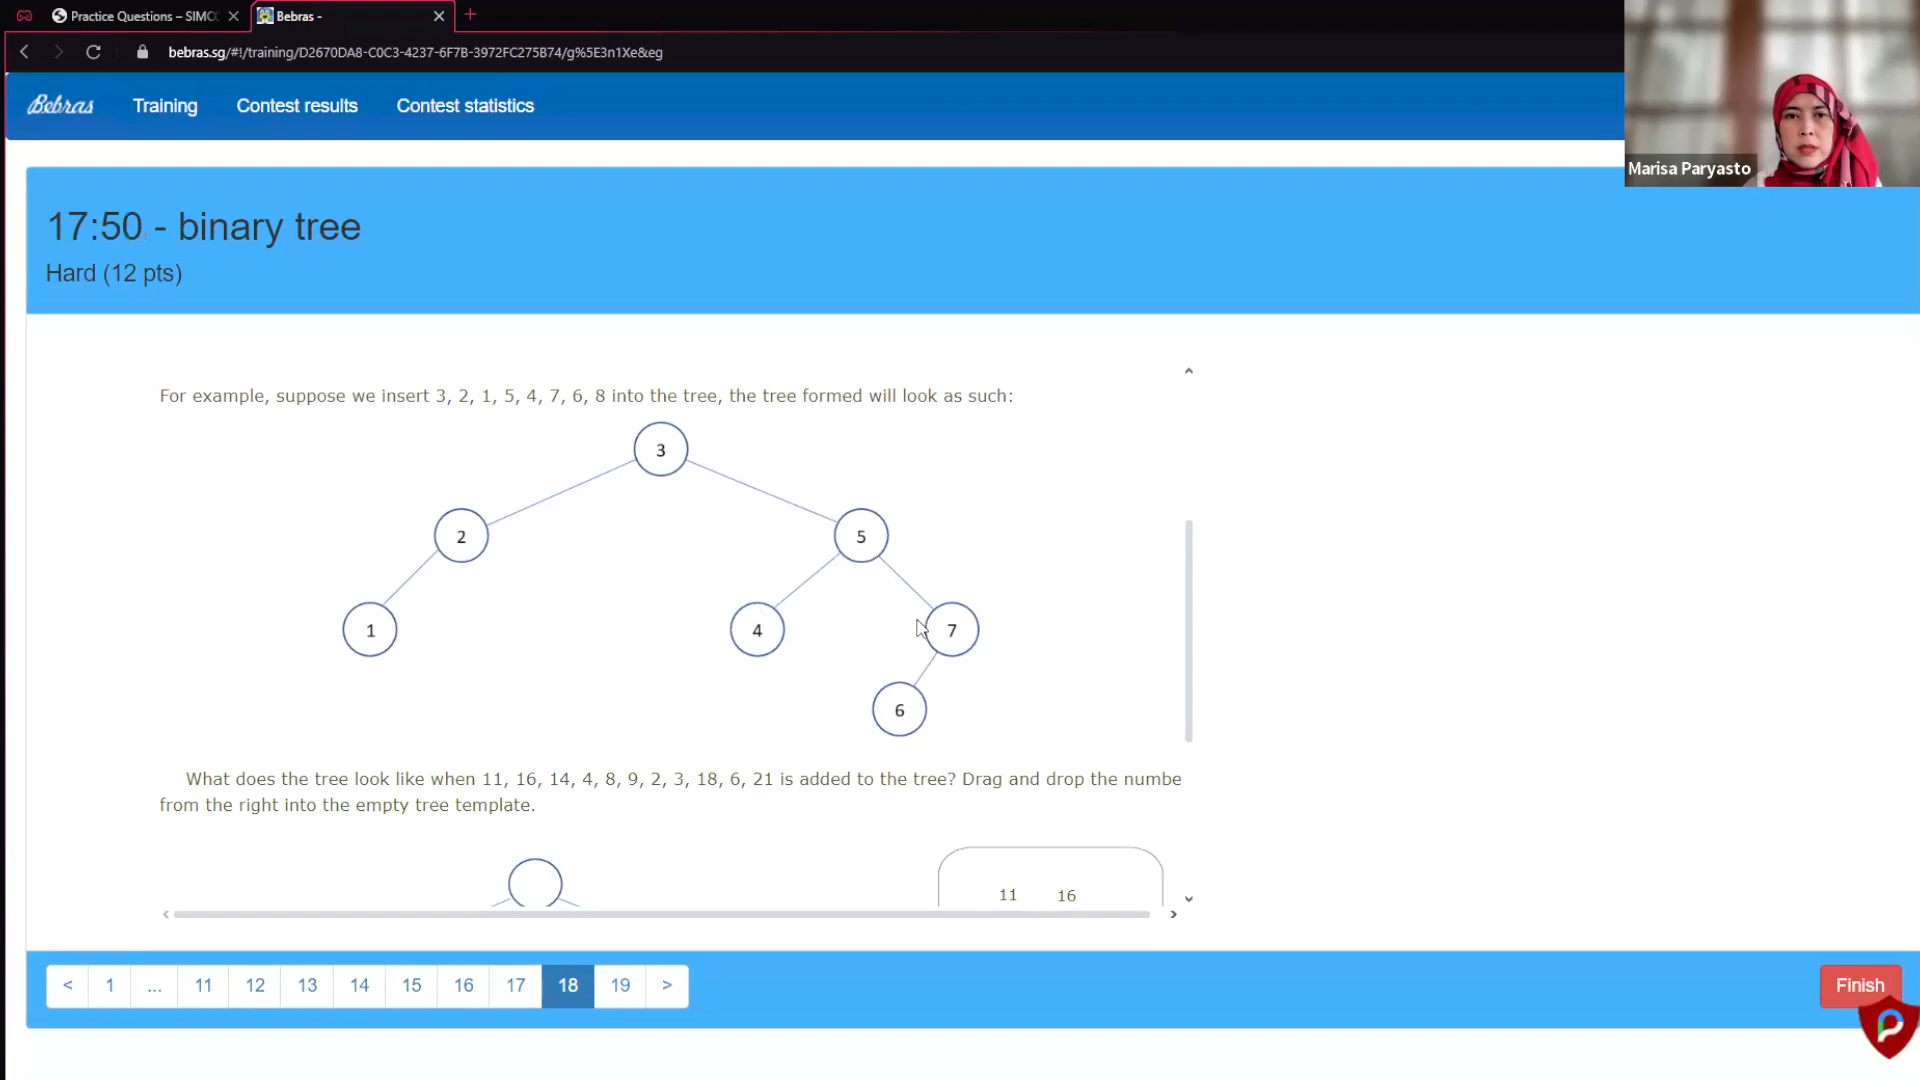 Practice Questions – SIMCC
Bebras -
bebras.sg/#!/training/D2670DA8-C0C3-4237-6F7B-3972FC275B74/g%5E3n1Xe&eg
Bebras
Training
Contest results
Contest statistics
Marisa Paryasto
17:50 - binary tree
Hard (12 pts)
For example, suppose we insert 3, 2, 1, 5, 4, 7, 6, 8 into the tree, the tree formed will look as such:
3
2
5
1
4
7
6
What does the tree look like when 11, 16, 14, 4, 8, 9, 2, 3, 18, 6, 21 is added to the tree? Drag and drop the numbe
from the right into the empty tree template.
11 16
< 1 ... 11 12 13 14 15 16 17 18 19 >
Finish